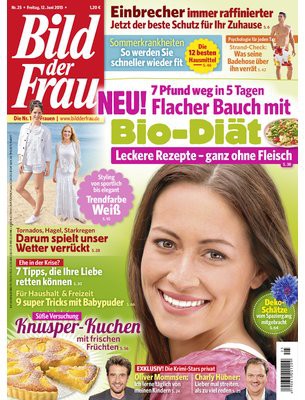 Nr. 25 • Freitag, 12. Juni 2015 •
1,20 €
Bild
der
Frau
Die Nr. 1
Frauen! | www.bildderfrau.de
Einbrecher immer raffinierter
Jetzt der beste Schutz für Ihr Zuhause
Sommerkrankheiten
So werden Sie
schneller wieder fit
Die 12
besten
Hausmittel
Psychologie für jeden Tag
Strand-Check:
Was seine
Badehose über
ihn verrät
NEU!
7 Pfund weg in 5 Tagen
Flacher Bauch mit
Bio-Diät
Leckere Rezepte – ganz ohne Fleisch
Styling
von sportlich
bis elegant
Trendfarbe
Weiß
Tornados, Hagel, Starkregen
Darum spielt unser
Wetter verrückt
Ehe in der Krise?
7 Tipps, die Ihre Liebe
retten können
Für Haushalt & Freizeit
9 super Tricks mit Babypuder
Süße Versuchung
Knusper-Kuchen
mit frischen
Früchten
Deko-
Schätze
vom Spaziergang
mitgebracht
EXKLUSIV! Die Krimi-Stars privat
Oliver Mommsen:
Ich lerne täglich von
meinen Kindern
Charly Hübner:
Lieber mal streiten,
als zu viel reden